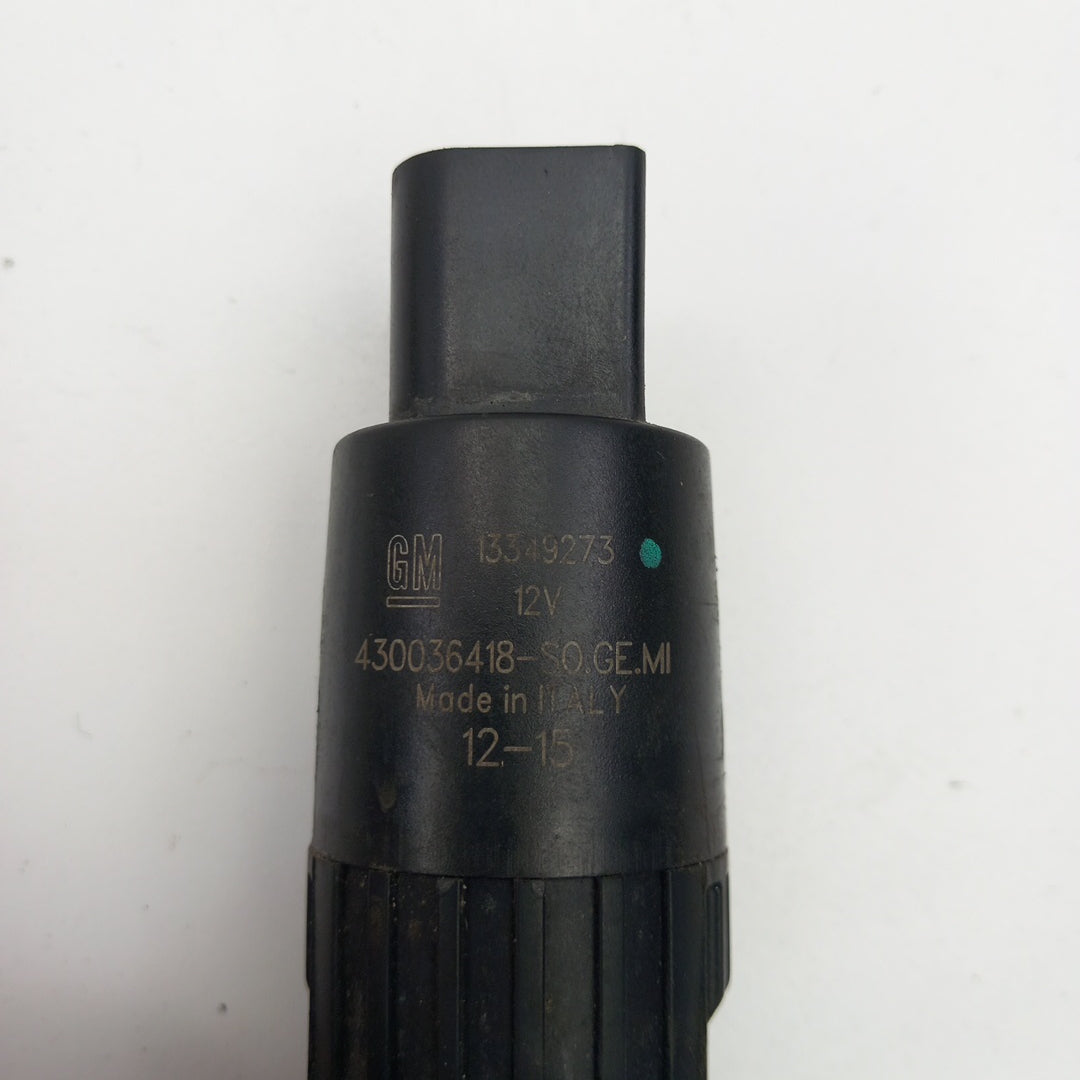 GM 13349273
12V
430036418-SO.GE.MI
Made in ITALY
12-15